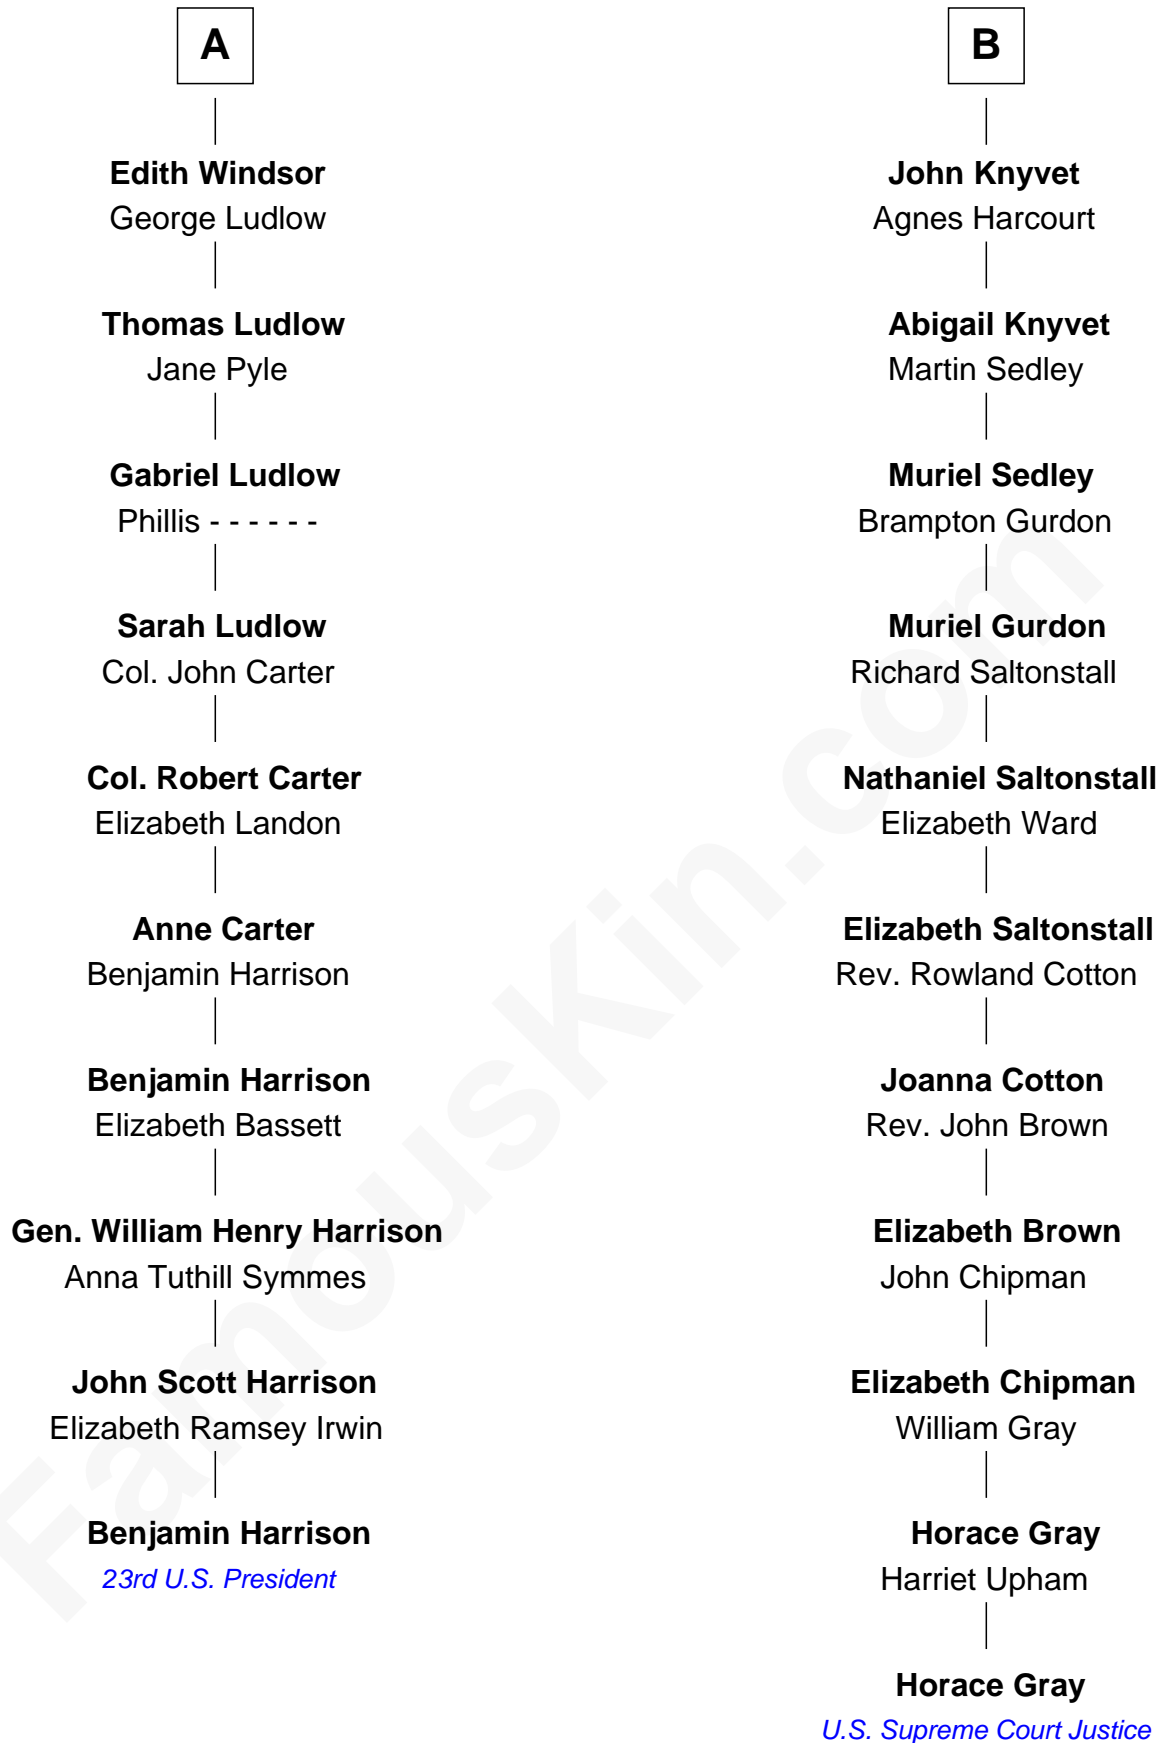 A
Edith Windsor
George Ludlow
Thomas Ludlow
Jane Pyle
Gabriel Ludlow
Phillis - - - - - -
Sarah Ludlow
Col. John Carter
Col. Robert Carter
Elizabeth Landon
Anne Carter
Benjamin Harrison
Benjamin Harrison
Elizabeth Bassett
Gen. William Henry Harrison
Anna Tuthill Symmes
John Scott Harrison
Elizabeth Ramsey Irwin
Benjamin Harrison
23rd U.S. President
B
John Knyvet
Agnes Harcourt
Abigail Knyvet
Martin Sedley
Muriel Sedley
Brampton Gurdon
Muriel Gurdon
Richard Saltonstall
Nathaniel Saltonstall
Elizabeth Ward
Elizabeth Saltonstall
Rev. Rowland Cotton
Joanna Cotton
Rev. John Brown
Elizabeth Brown
John Chipman
Elizabeth Chipman
William Gray
Horace Gray
Harriet Upham
Horace Gray
U.S. Supreme Court Justice
FamousKin.com